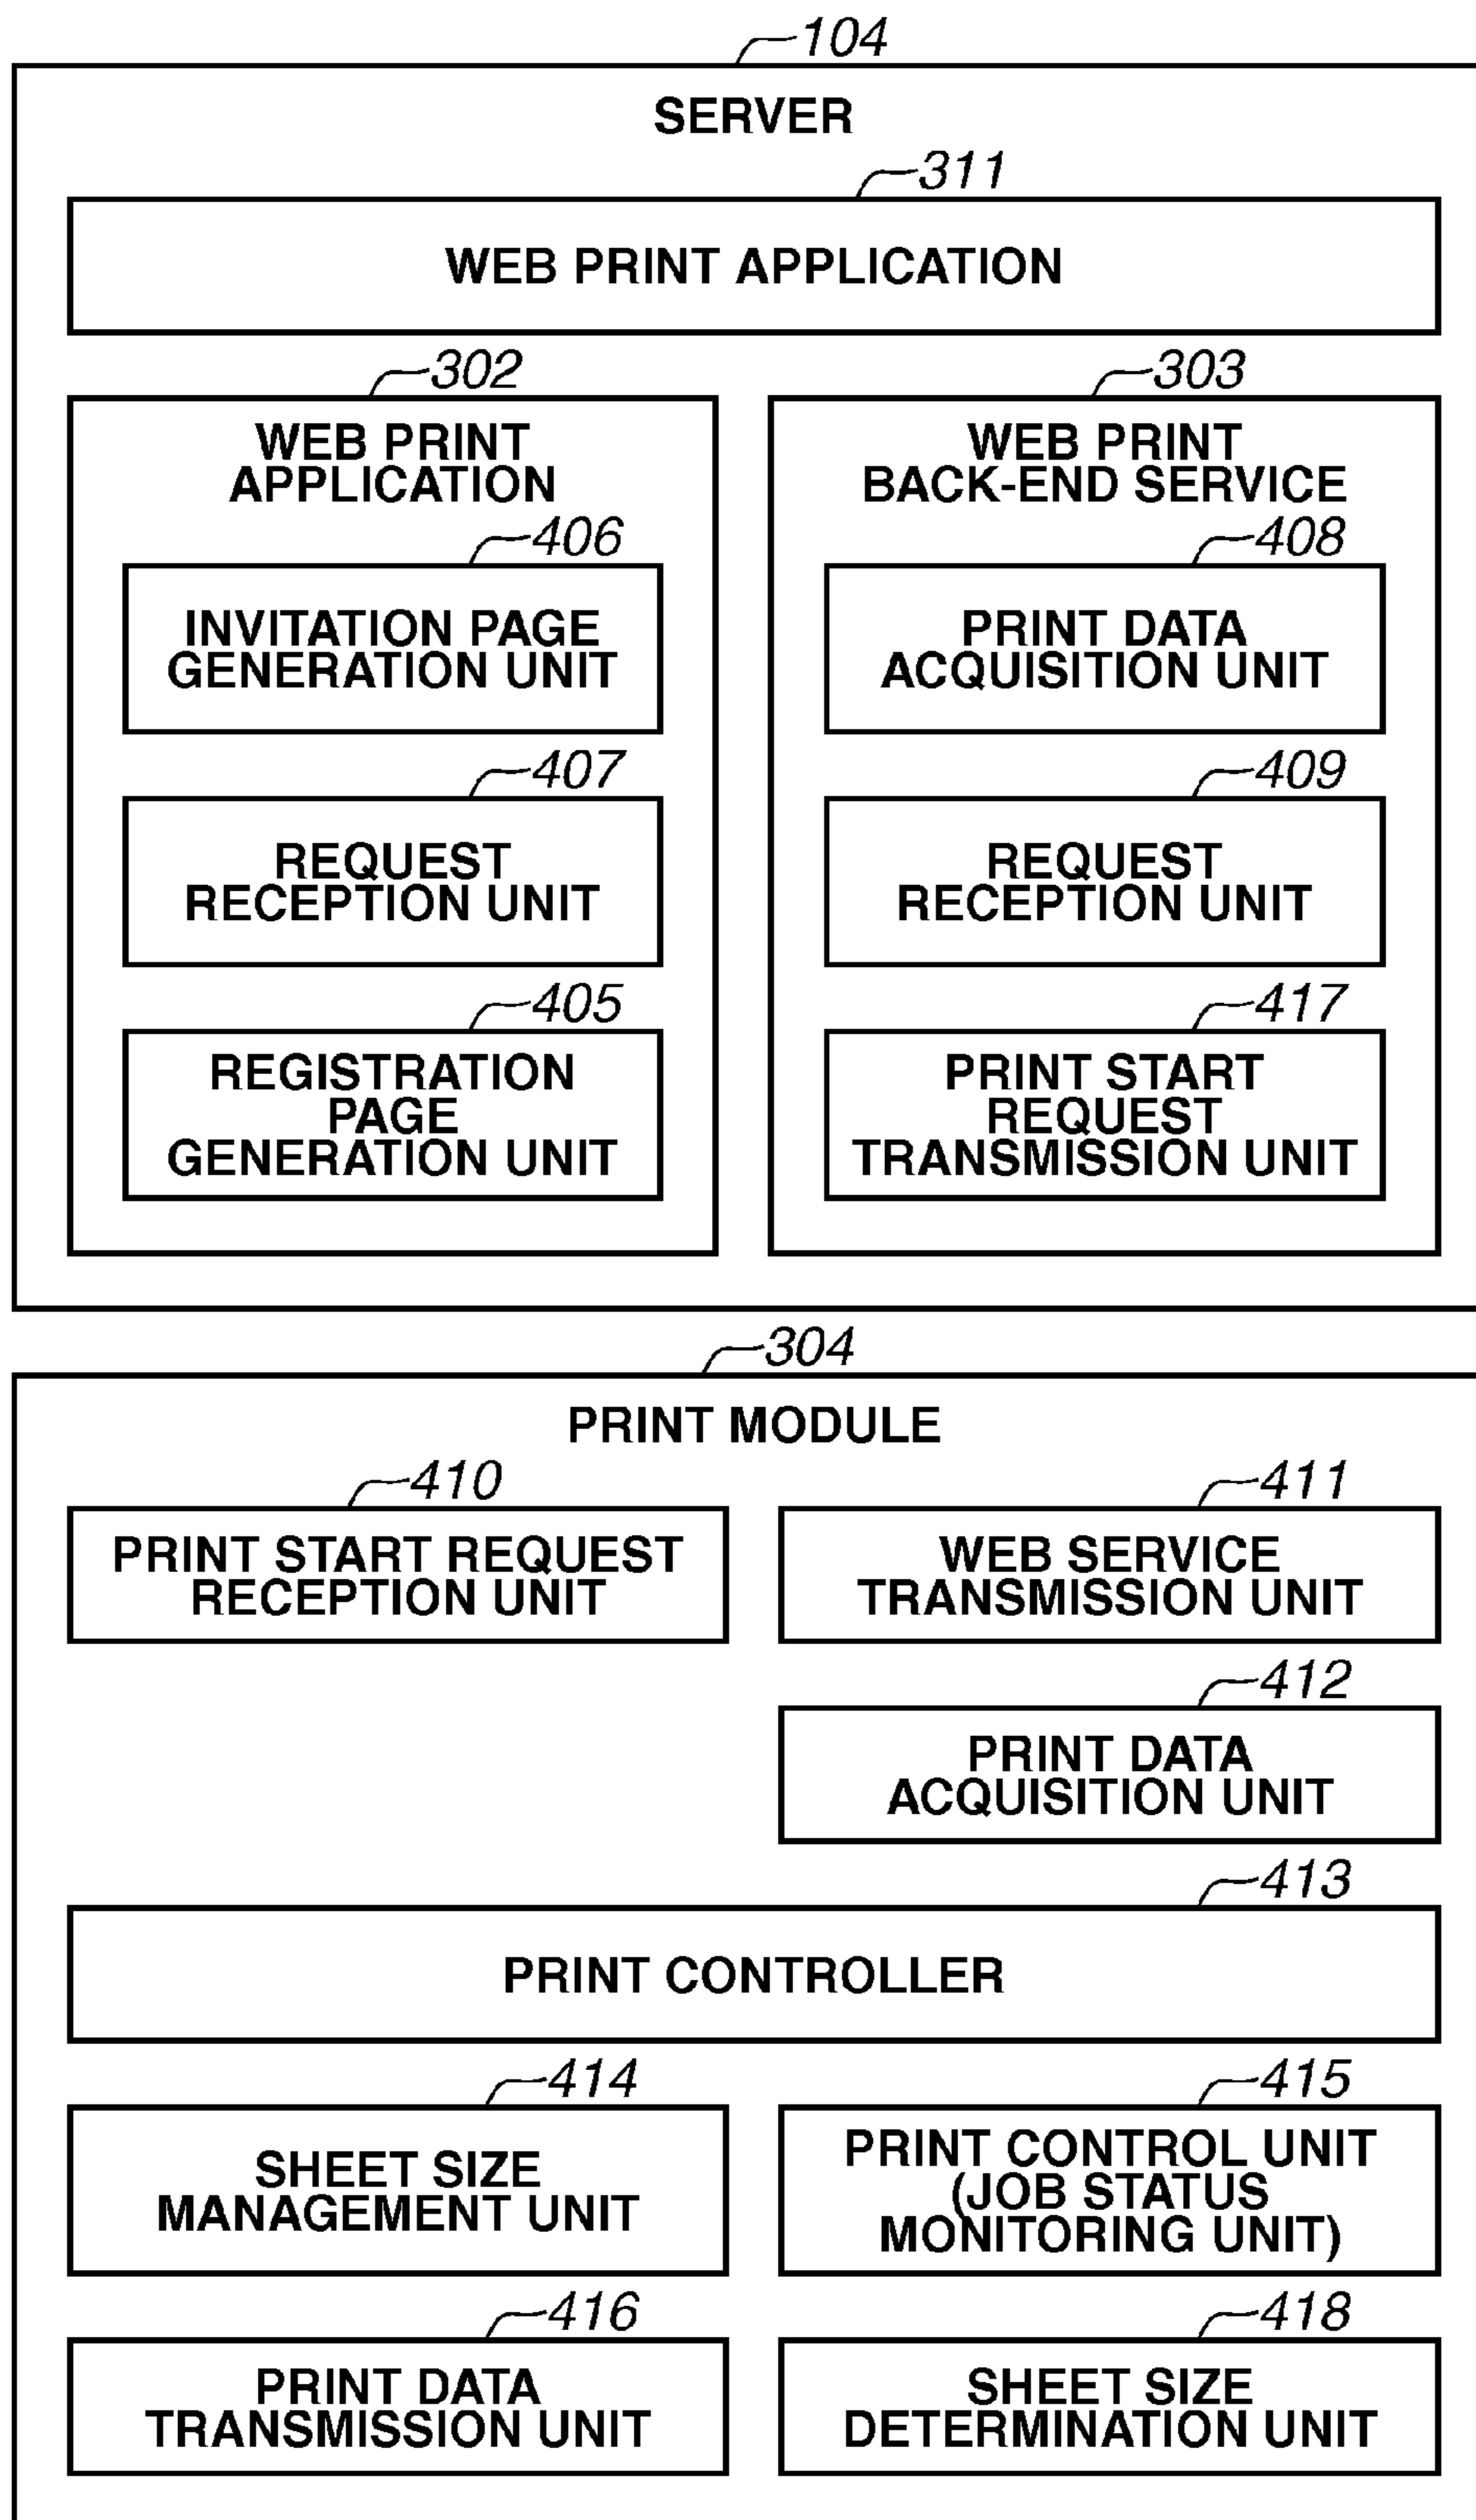 104
SERVER
311
WEB PRINT APPLICATION
302
WEB PRINT
APPLICATION
406
INVITATION PAGE
GENERATION UNIT
407
REQUEST
RECEPTION UNIT
405
REGISTRATION
PAGE
GENERATION UNIT
303
WEB PRINT
BACK-END SERVICE
408
PRINT DATA
ACQUISITION UNIT
409
REQUEST
RECEPTION UNIT
417
PRINT START
REQUEST
TRANSMISSION UNIT
304
PRINT MODULE
410
PRINT START REQUEST
RECEPTION UNIT
411
WEB SERVICE
TRANSMISSION UNIT
412
PRINT DATA
ACQUISITION UNIT
413
PRINT CONTROLLER
414
SHEET SIZE
MANAGEMENT UNIT
415
PRINT CONTROL UNIT
(JOB STATUS
MONITORING UNIT)
416
PRINT DATA
TRANSMISSION UNIT
418
SHEET SIZE
DETERMINATION UNIT